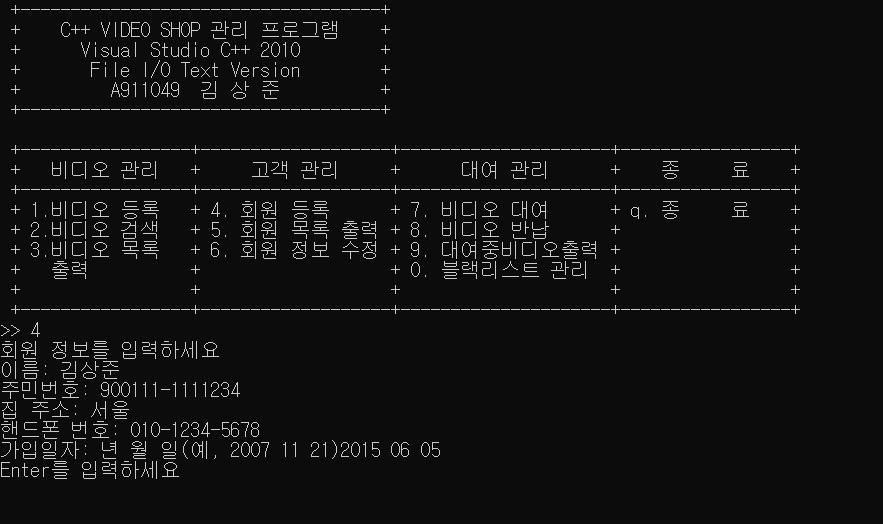 +------------------------------------+
+    C++ VIDEO SHOP 관리 프로그램    +
+      Visual Studio C++ 2010        +
+       File I/O Text Version        +
+         A911049  김 상 준          +
+------------------------------------+
+-----------------+-------------------+---------------------+-----------------+
+   비디오 관리   +     고객 관리     +      대여 관리      +    종     료    +
+-----------------+-------------------+---------------------+-----------------+
+ 1.비디오 등록   + 4. 회원 등록      + 7. 비디오 대여      + q. 종     료    +
+ 2.비디오 검색   + 5. 회원 목록 출력 + 8. 비디오 반납      +                 +
+ 3.비디오 목록   + 6. 회원 정보 수정 + 9. 대여중비디오출력 +                 +
+   출력          +                   + 0. 블랙리스트 관리  +                 +
+                 +                   +                     +                 +
+-----------------+-------------------+---------------------+-----------------+
>> 4
회원 정보를 입력하세요
이름: 김상준
주민번호: 900111-1111234
집 주소: 서울
핸드폰 번호: 010-1234-5678
가입일자: 년 월 일(예, 2007 11 21)2015 06 05
Enter를 입력하세요